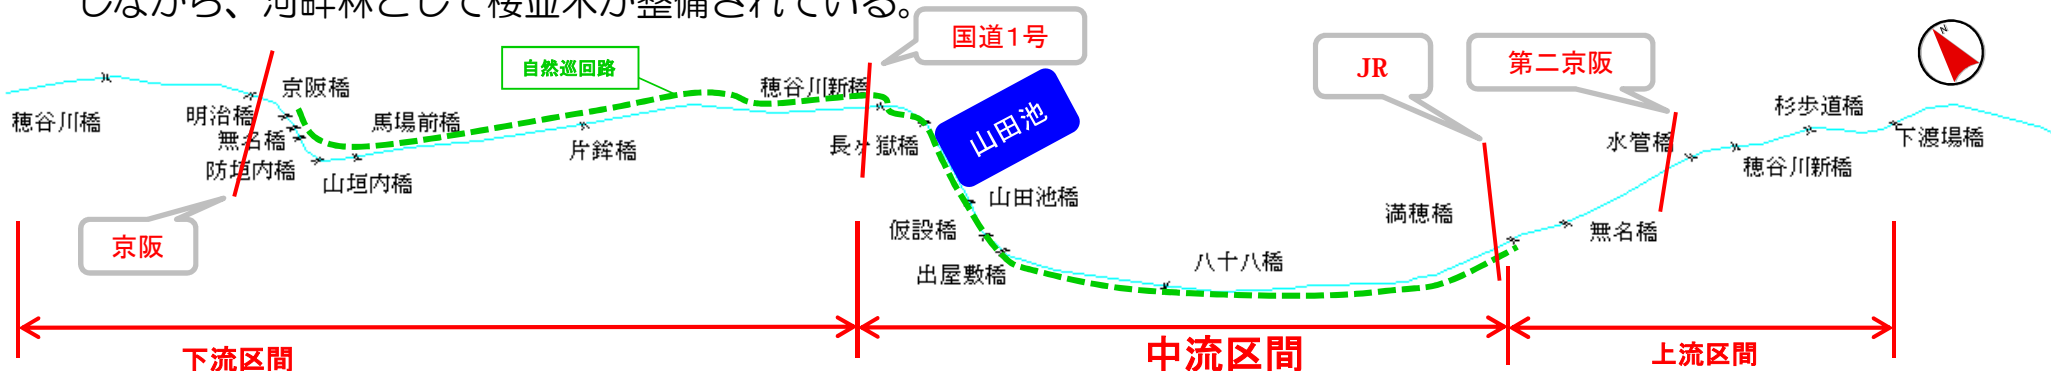 しながら、河畔林として桜並木が整備されている。
国道1号
JR
第二京阪
N
自然巡回路
京阪橋
穂谷川新橋
山田池
杉歩道橋
穂谷川橋
明治橋
無名橋
防垣内橋
馬場前橋
山垣内橋
片鉾橋
長ヶ獄橋
水管橋
穂谷川新橋
下渡場橋
山田池橋
仮設橋
出屋敷橋
満穂橋
無名橋
八十八橋
京阪
下流区間
中流区間
上流区間